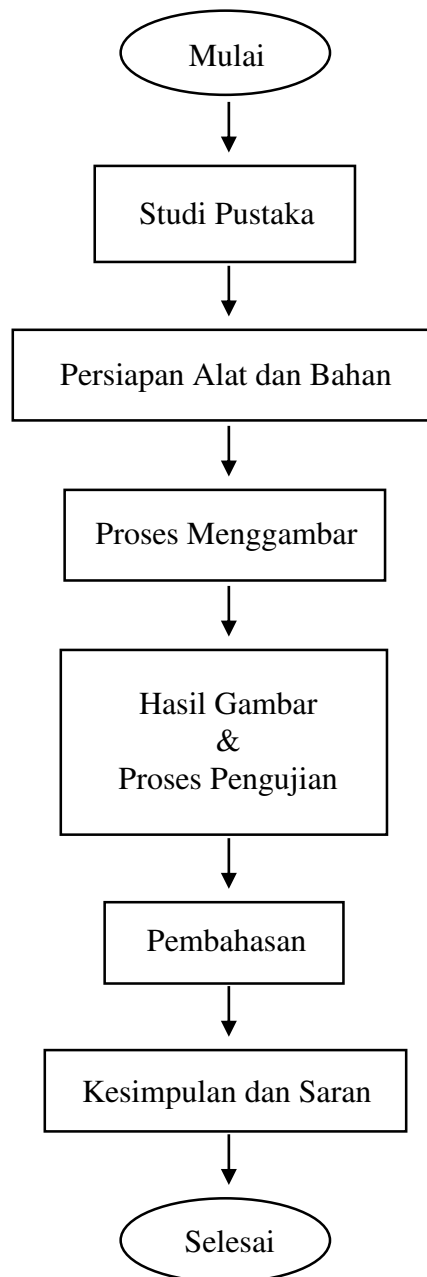 Mulai
Studi Pustaka
Persiapan Alat dan Bahan
Proses Menggambar
Hasil Gambar
&
Proses Pengujian
Pembahasan
Kesimpulan dan Saran
Selesai